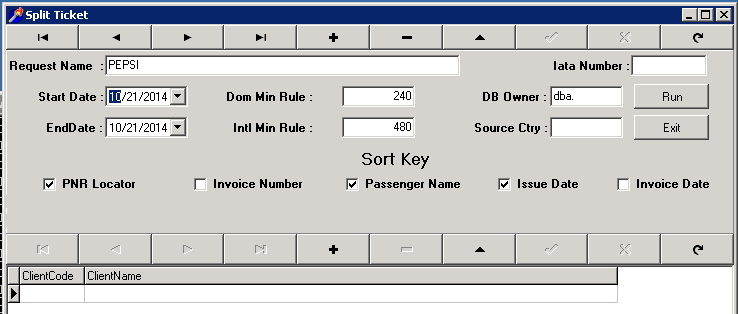 Split Ticket
Request Name : PEPSI Iata Number :
Start Date : 10/21/2014 Dom Min Rule : 240 DB Owner : dba. Run
EndDate : 10/21/2014 Intl Min Rule : 480 Source Ctry : Exit
Sort Key
PNR Locator Invoice Number Passenger Name Issue Date Invoice Date
ClientCode ClientName